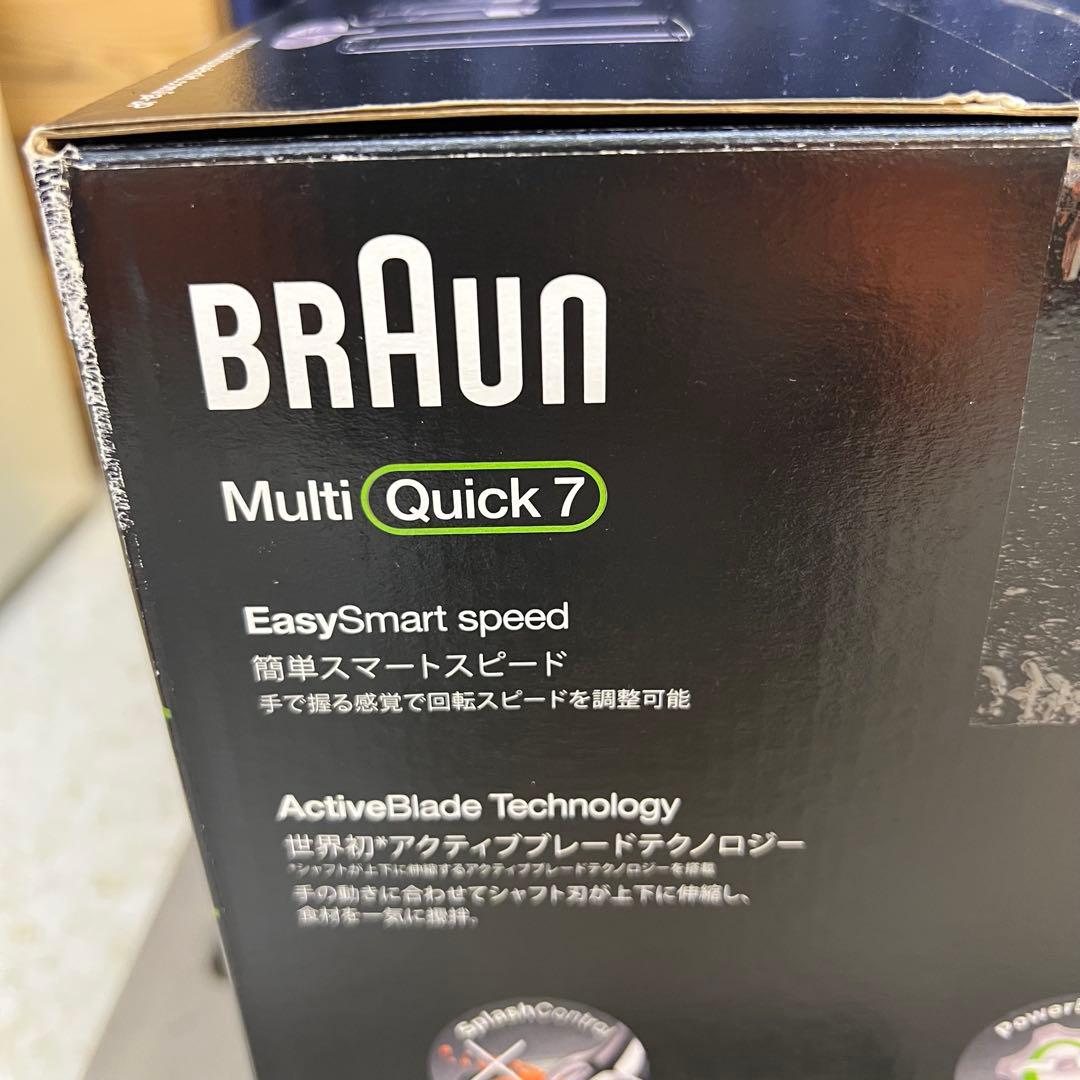 BRAUN
Multi Quick 7
EasySmart speed
簡単スマートスピード
手で握る感覚で回転スピードを調整可能
ActiveBlade Technology
世界初*アクティブブレードテクノロジー
*シャフトが上下に伸縮するアクティブブレードテクノロジーを搭載
手の動きに合わせてシャフト刃が上下に伸縮し、
食材を一気に撹拌。
SplashControl